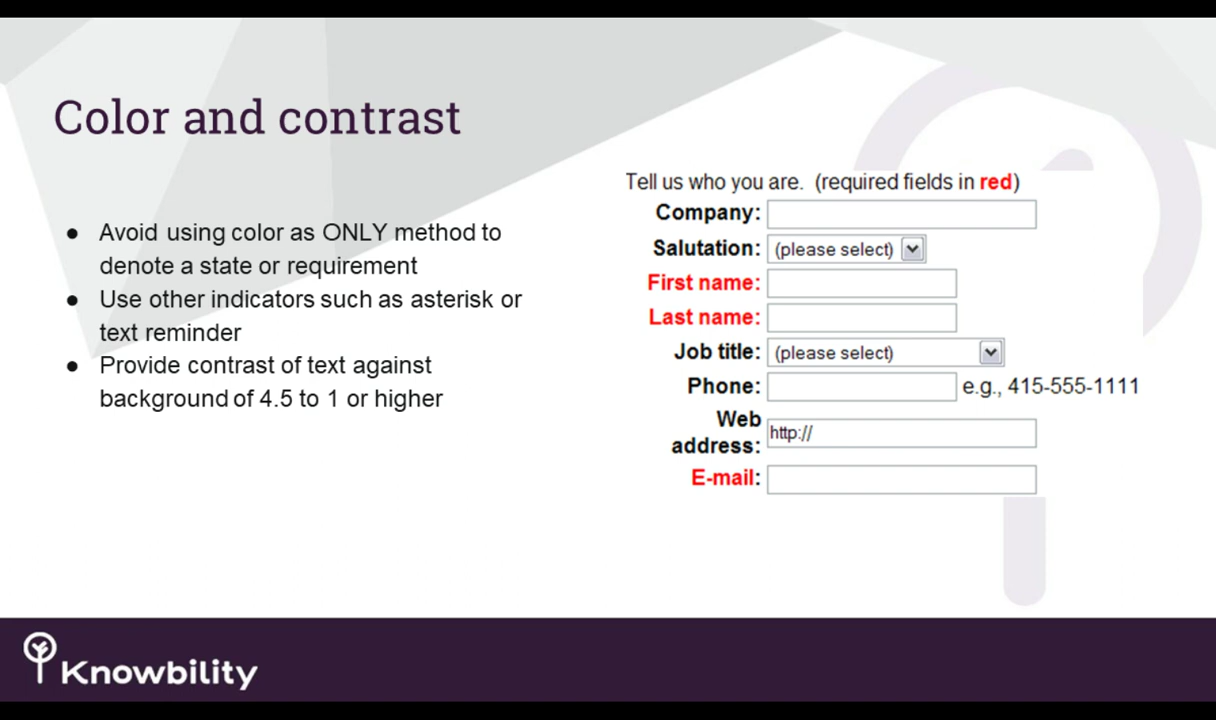 Color and contrast
● Avoid using color as ONLY method to
denote a state or requirement
● Use other indicators such as asterisk or
text reminder
● Provide contrast of text against
background of 4.5 to 1 or higher
Tell us who you are. (required fields in red)
Company:
Salutation: (please select)
First name:
Last name:
Job title: (please select)
Phone: e.g., 415-555-1111
Web
address: http://
E-mail:
Knowbility